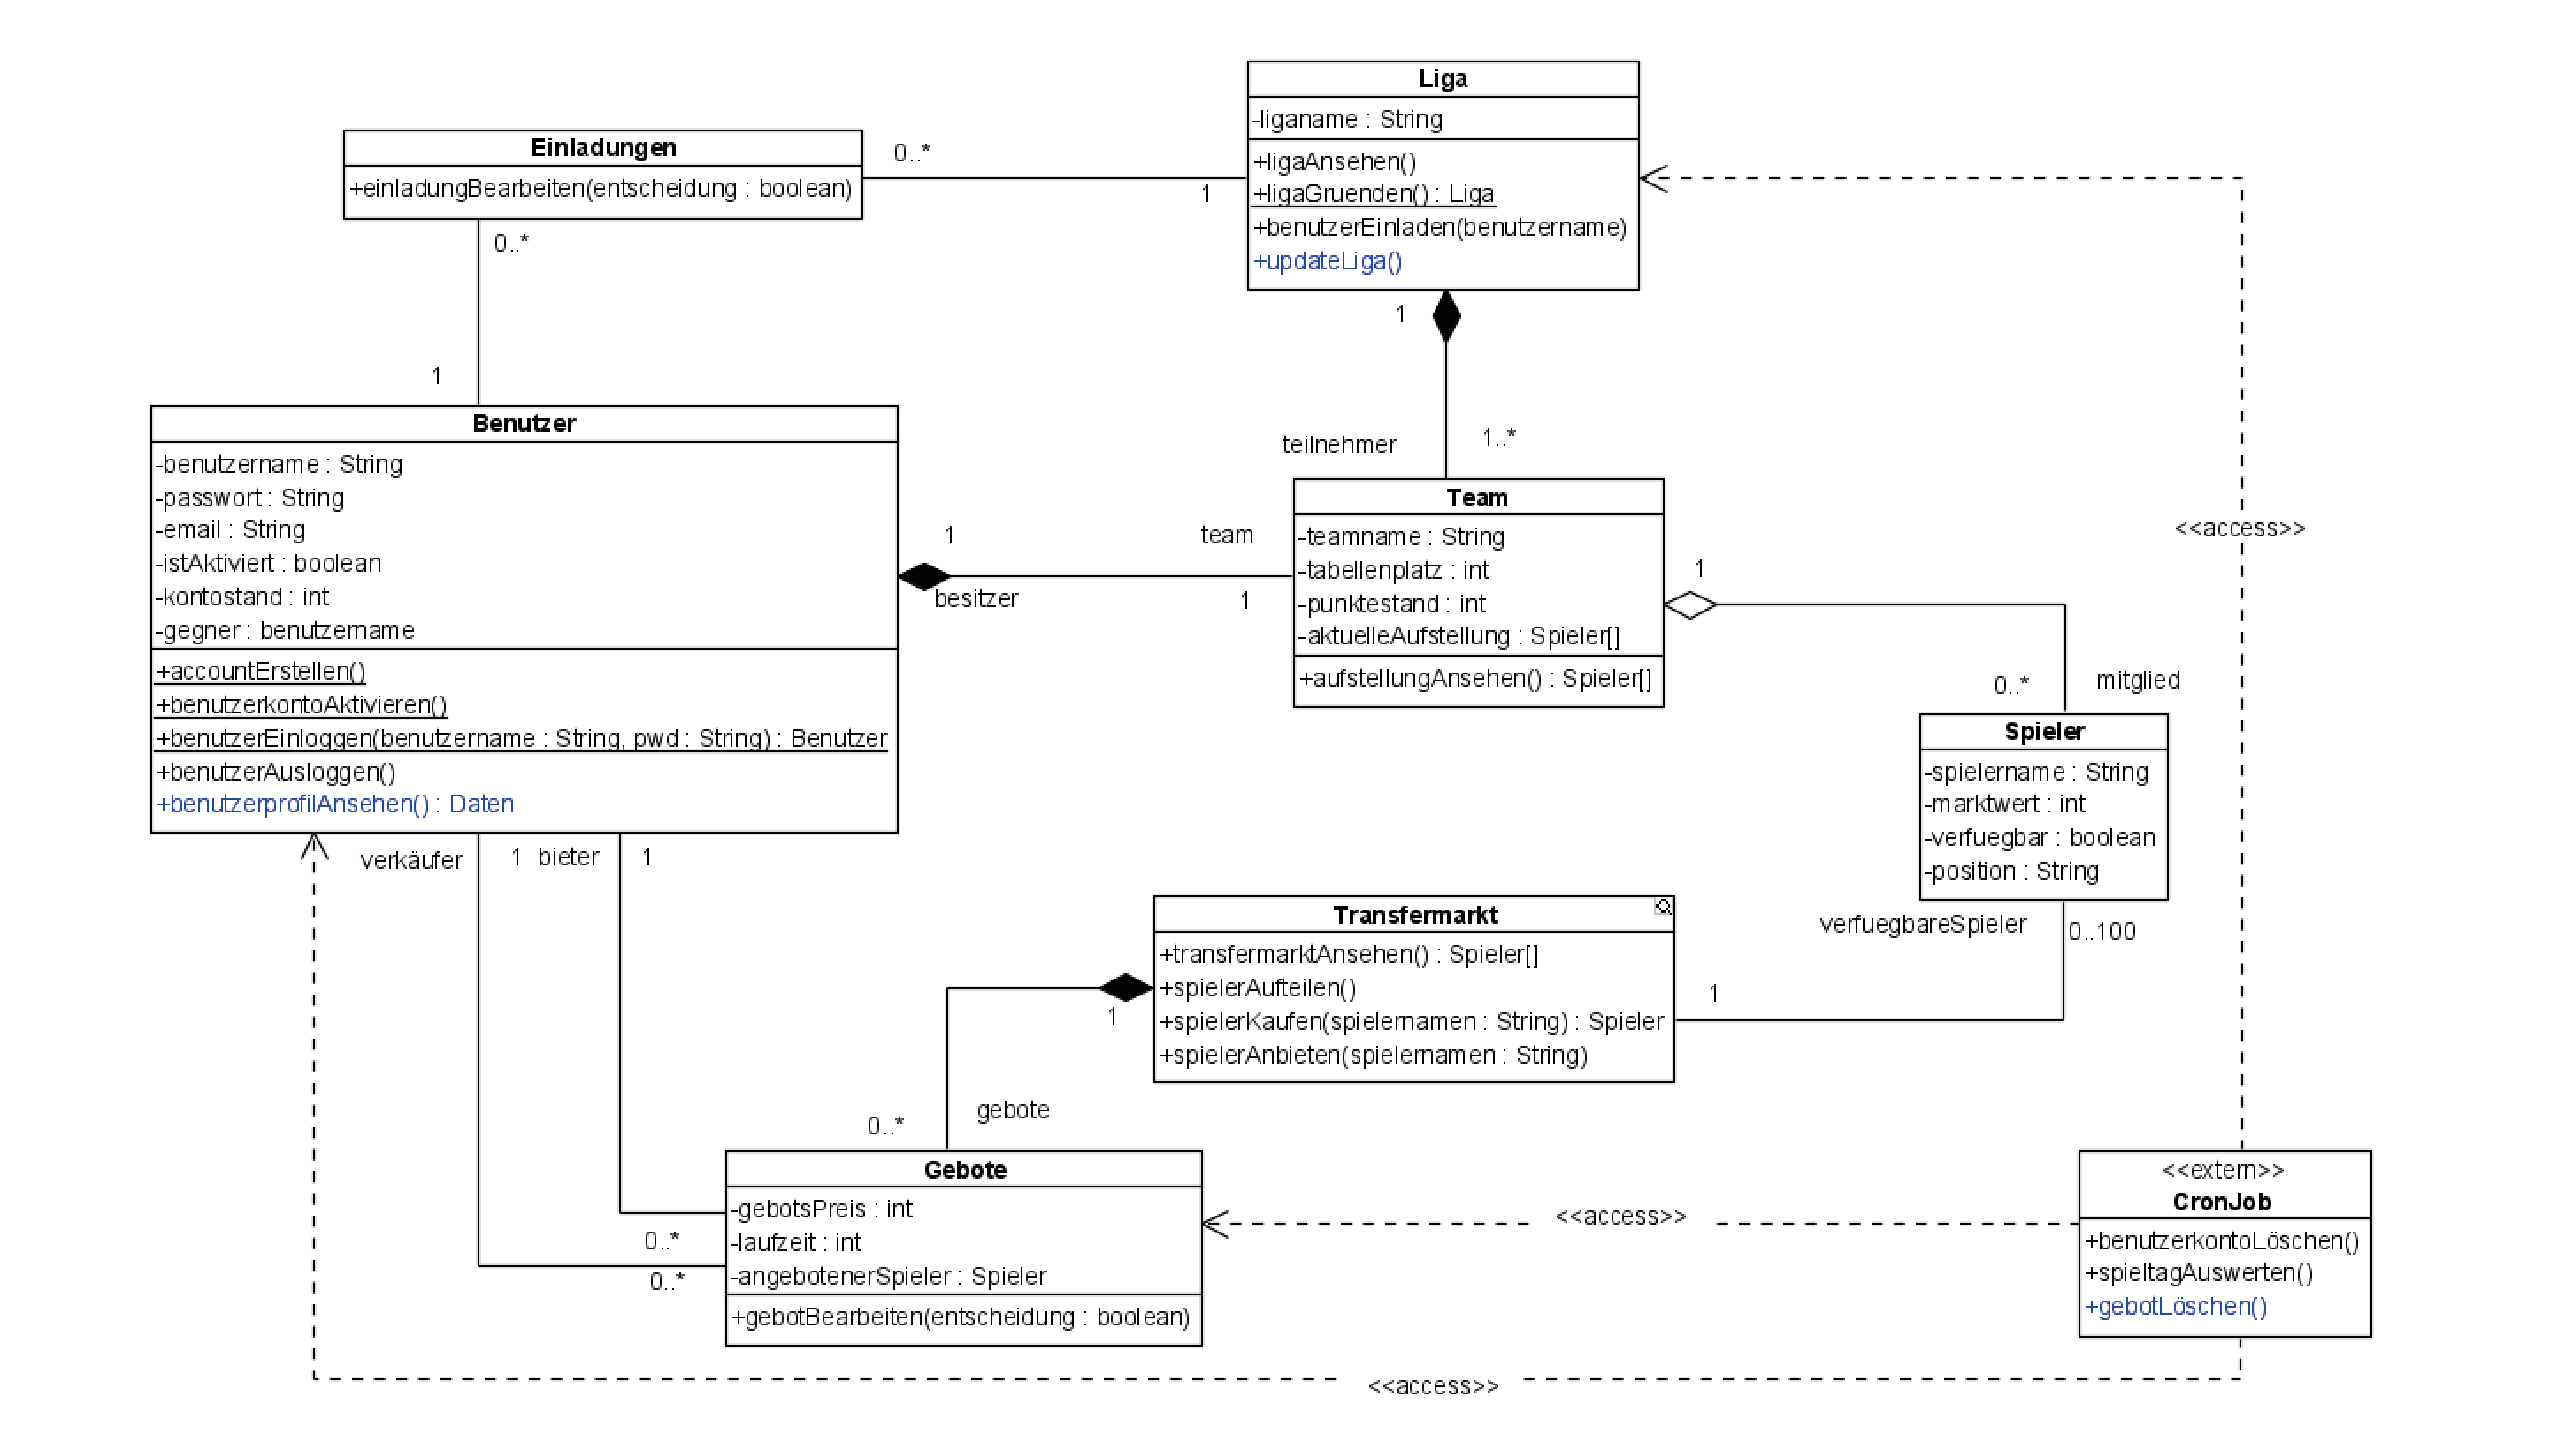 Liga
-liganame : String
+ligaAnsehen()
+ligaGruenden() : Liga
+benutzerEinladen(benutzername)
+updateLiga()
Einladungen
+einladungBearbeiten(entscheidung : boolean)
0..*
1
0..*
1
1
teilnehmer
1..*
<<access>>
Benutzer
-benutzername : String
-passwort : String
-email : String
-istAktiviert : boolean
-kontostand : int
-gegner : benutzername
+accountErstellen()
+benutzerkontoAktivieren()
+benutzerEinloggen(benutzername : String, pwd : String) : Benutzer
+benutzerAusloggen()
+benutzerprofilAnsehen() : Daten
1
team
besitzer
1
Team
-teamname : String
-tabellenplatz : int
-punktestand : int
-aktuelleAufstellung : Spieler[]
+aufstellungAnsehen() : Spieler[]
1
0..*
mitglied
Spieler
-spielername : String
-marktwert : int
-verfuegbar : boolean
-position : String
verfuegbareSpieler
0..100
1
verkäufer
1
bieter
1
Transfermarkt
+transfermarktAnsehen() : Spieler[]
+spielerAufteilen()
+spielerKaufen(spielernamen : String) : Spieler
+spielerAnbieten(spielernamen : String)
1
0..*
gebote
Gebote
-gebotsPreis : int
-laufzeit : int
-angebotenerSpieler : Spieler
+gebotBearbeiten(entscheidung : boolean)
0..*
0..*
<<access>>
<<extern>>
CronJob
+benutzerkontoLöschen()
+spieltagAuswerten()
+gebotLöschen()
<<access>>